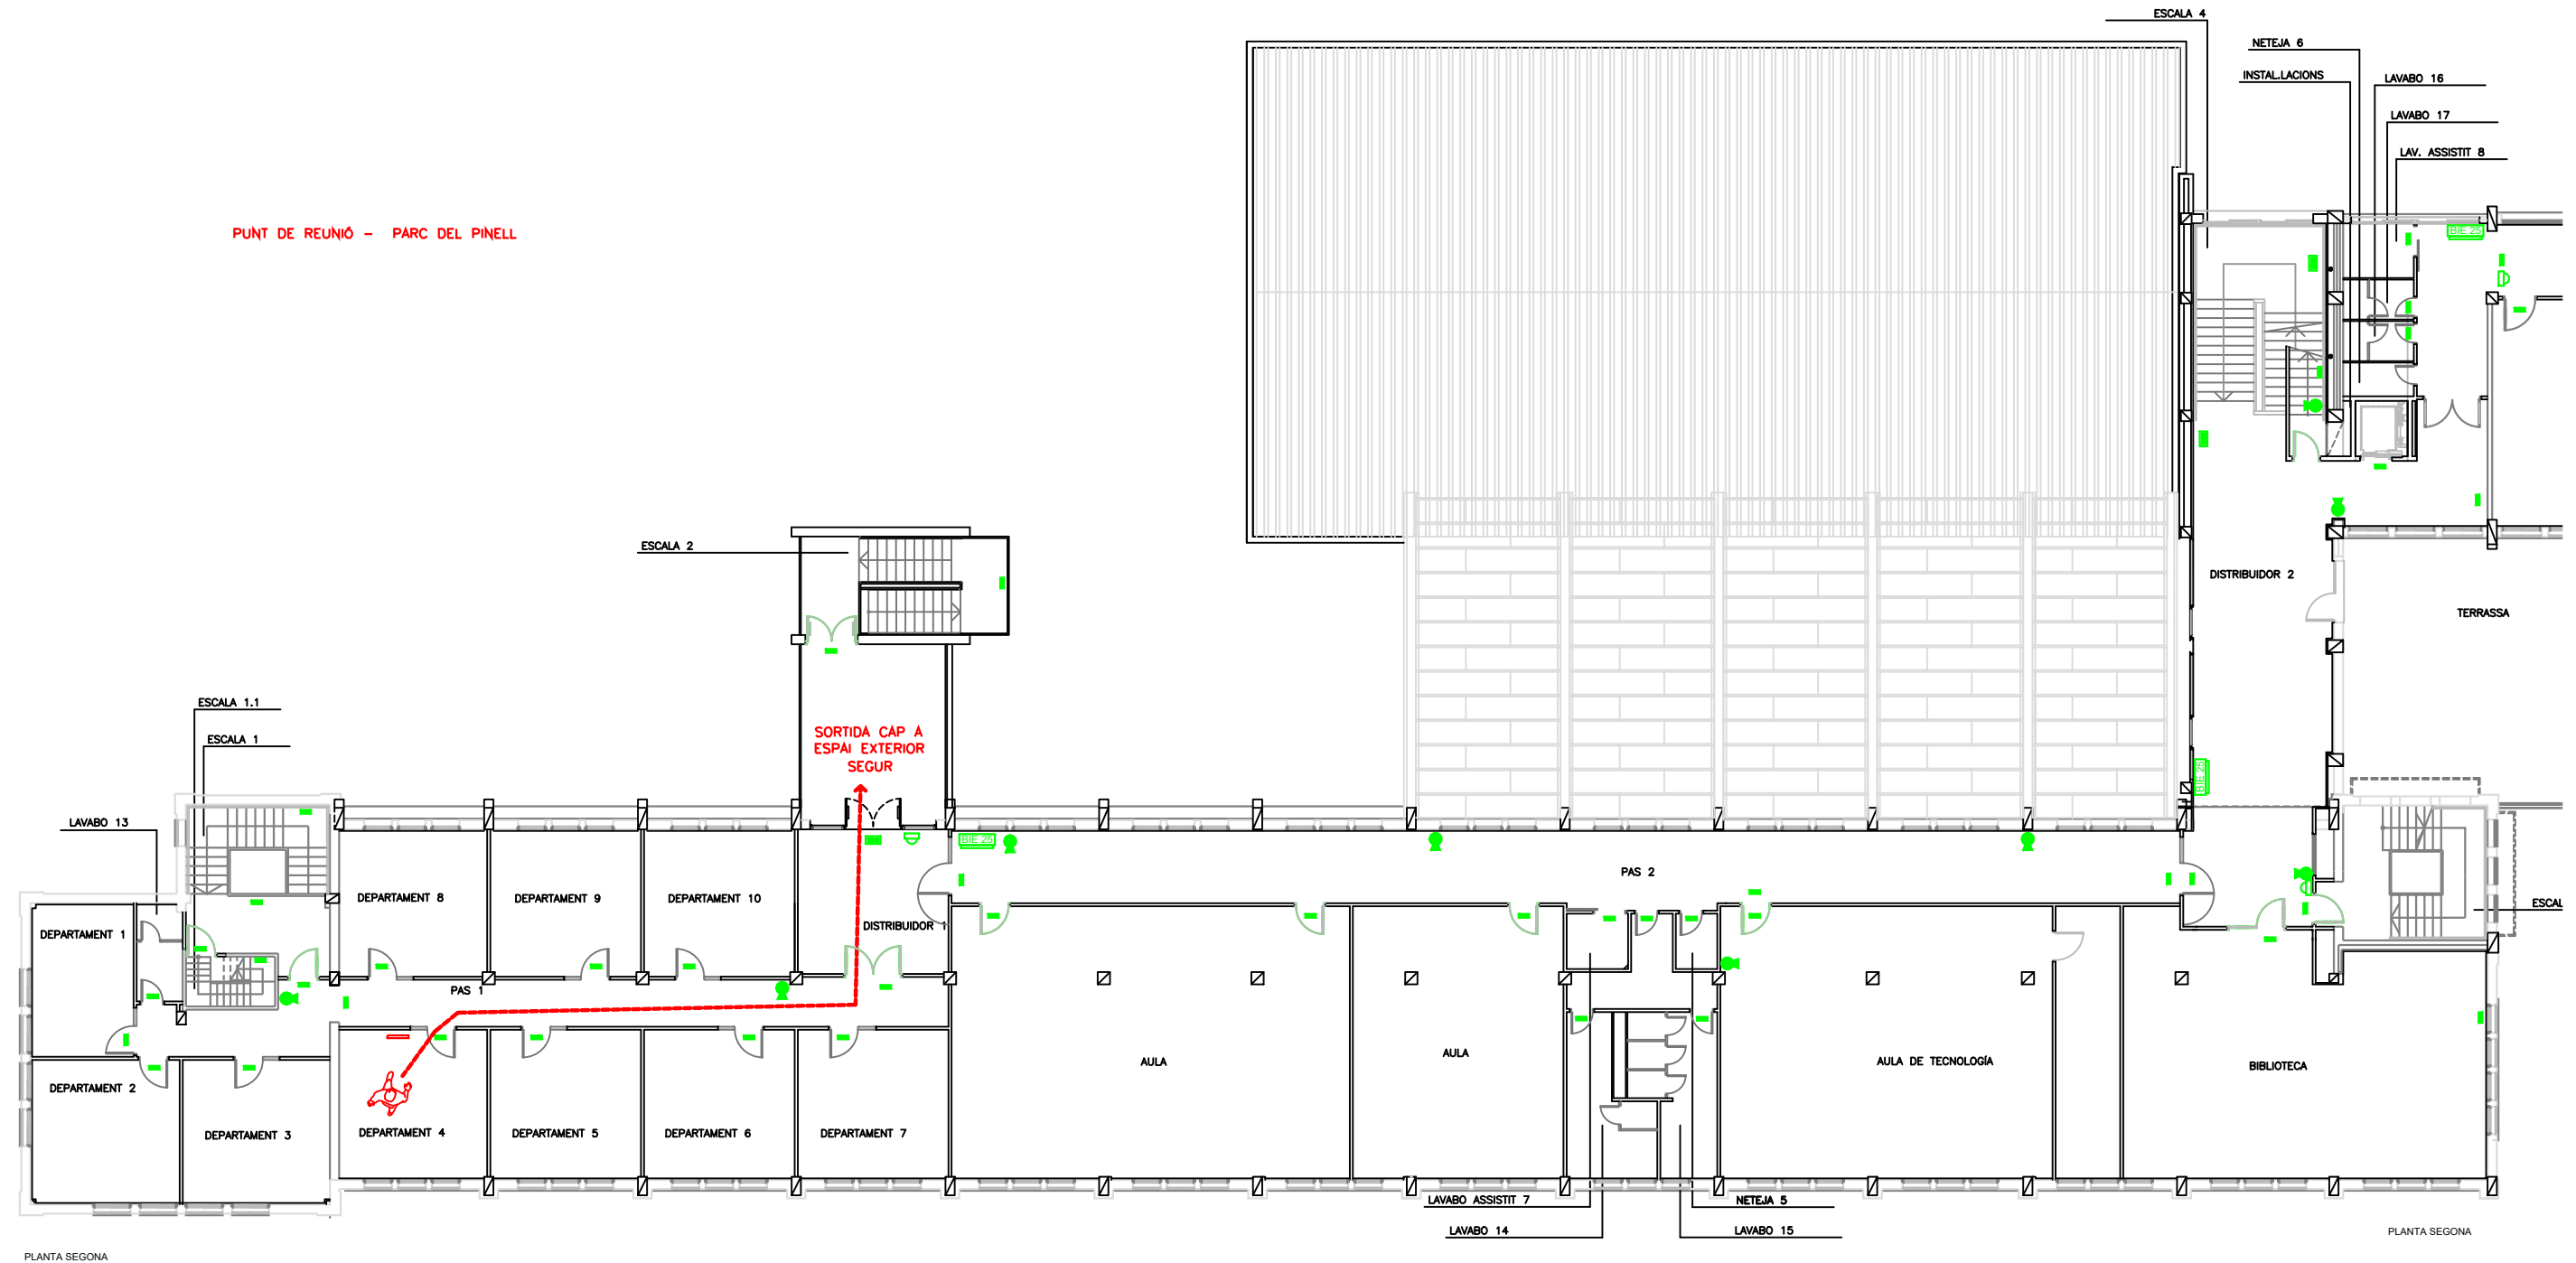 ESCALA 4
NETEJA 6
INSTAL.LACIONS
LAVABO 16
LAVABO 17
LAV. ASSISTIT 8
PUNT DE REUNIÓ - PARC DEL PINELL
BIE 25
ESCALA 2
DISTRIBUIDOR 2
TERRASSA
ESCALA 1.1
ESCALA 1
SORTIDA CAP A
ESPAI EXTERIOR
SEGUR
BIE 25
LAVABO 13
BIE 25
DEPARTAMENT 8
DEPARTAMENT 9
DEPARTAMENT 10
PAS 2
ESCAL
DEPARTAMENT 1
DISTRIBUIDOR 1
PAS 1
AULA
AULA
AULA DE TECNOLOGÍA
BIBLIOTECA
DEPARTAMENT 2
DEPARTAMENT 3
DEPARTAMENT 4
DEPARTAMENT 5
DEPARTAMENT 6
DEPARTAMENT 7
LAVABO ASSISTIT 7
NETEJA 5
LAVABO 14
LAVABO 15
PLANTA SEGONA
PLANTA SEGONA